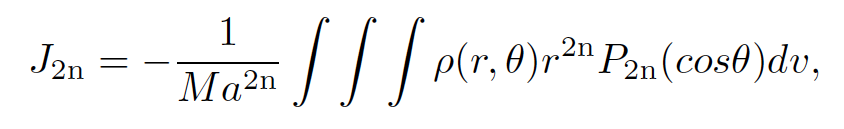 J_{2n} = -\frac{1}{Ma^{2n}} \int \int \int \rho(r, \theta) r^{2n} P_{2n}(cos\theta) dv,